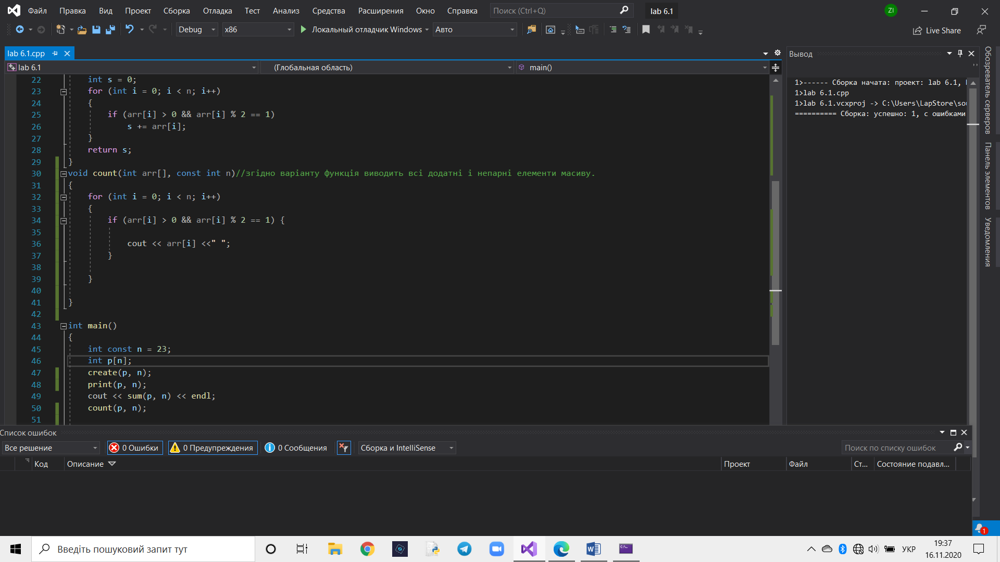 Файл Правка Вид Проект Сборка Отладка Тест Анализ Средства Расширения Окно Справка Поиск (Ctrl+Q) lab 6.1 ZI
Debug x86 Локальный отладчик Windows Авто Live Share
lab 6.1.cpp
lab 6.1 (Глобальная область) main()
22 int s = 0;
23 for (int i = 0; i < n; i++)
24 {
25 if (arr[i] > 0 && arr[i] % 2 == 1)
26 s += arr[i];
27 }
28 return s;
29 }
30 void count(int arr[], const int n)//згідно варіанту функція виводить всі додатні і непарні елементи масиву.
31 {
32 for (int i = 0; i < n; i++)
33 {
34 if (arr[i] > 0 && arr[i] % 2 == 1) {
35
36 cout << arr[i] <<" ";
37 }
38
39 }
40
41 }
42
43 int main()
44 {
45 int const n = 23;
46 int p[n];
47 create(p, n);
48 print(p, n);
49 cout << sum(p, n) << endl;
50 count(p, n);
51
Вывод
1>------ Сборка начата: проект: lab 6.1,
1>lab 6.1.cpp
1>lab 6.1.vcxproj -> C:\Users\LapStore\sou
========== Сборка: успешно: 1, с ошибками
Обозреватель серверов
Панель элементов
Уведомления
Список ошибок
Все решение 0 Ошибки 0 Предупреждения 0 Сообщения Сборка и IntelliSense Поиск по списку ошибок
Код Описание Проект Файл Ст... Состояние подавл...
1
Введіть пошуковий запит тут
УКР
19:37
16.11.2020